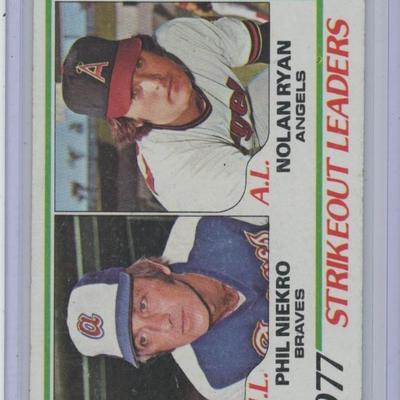 A
A.L.
NOLAN RYAN
ANGELS
a
.L.
PHIL NIEKRO
BRAVES
977 STRIKEOUT LEADERS